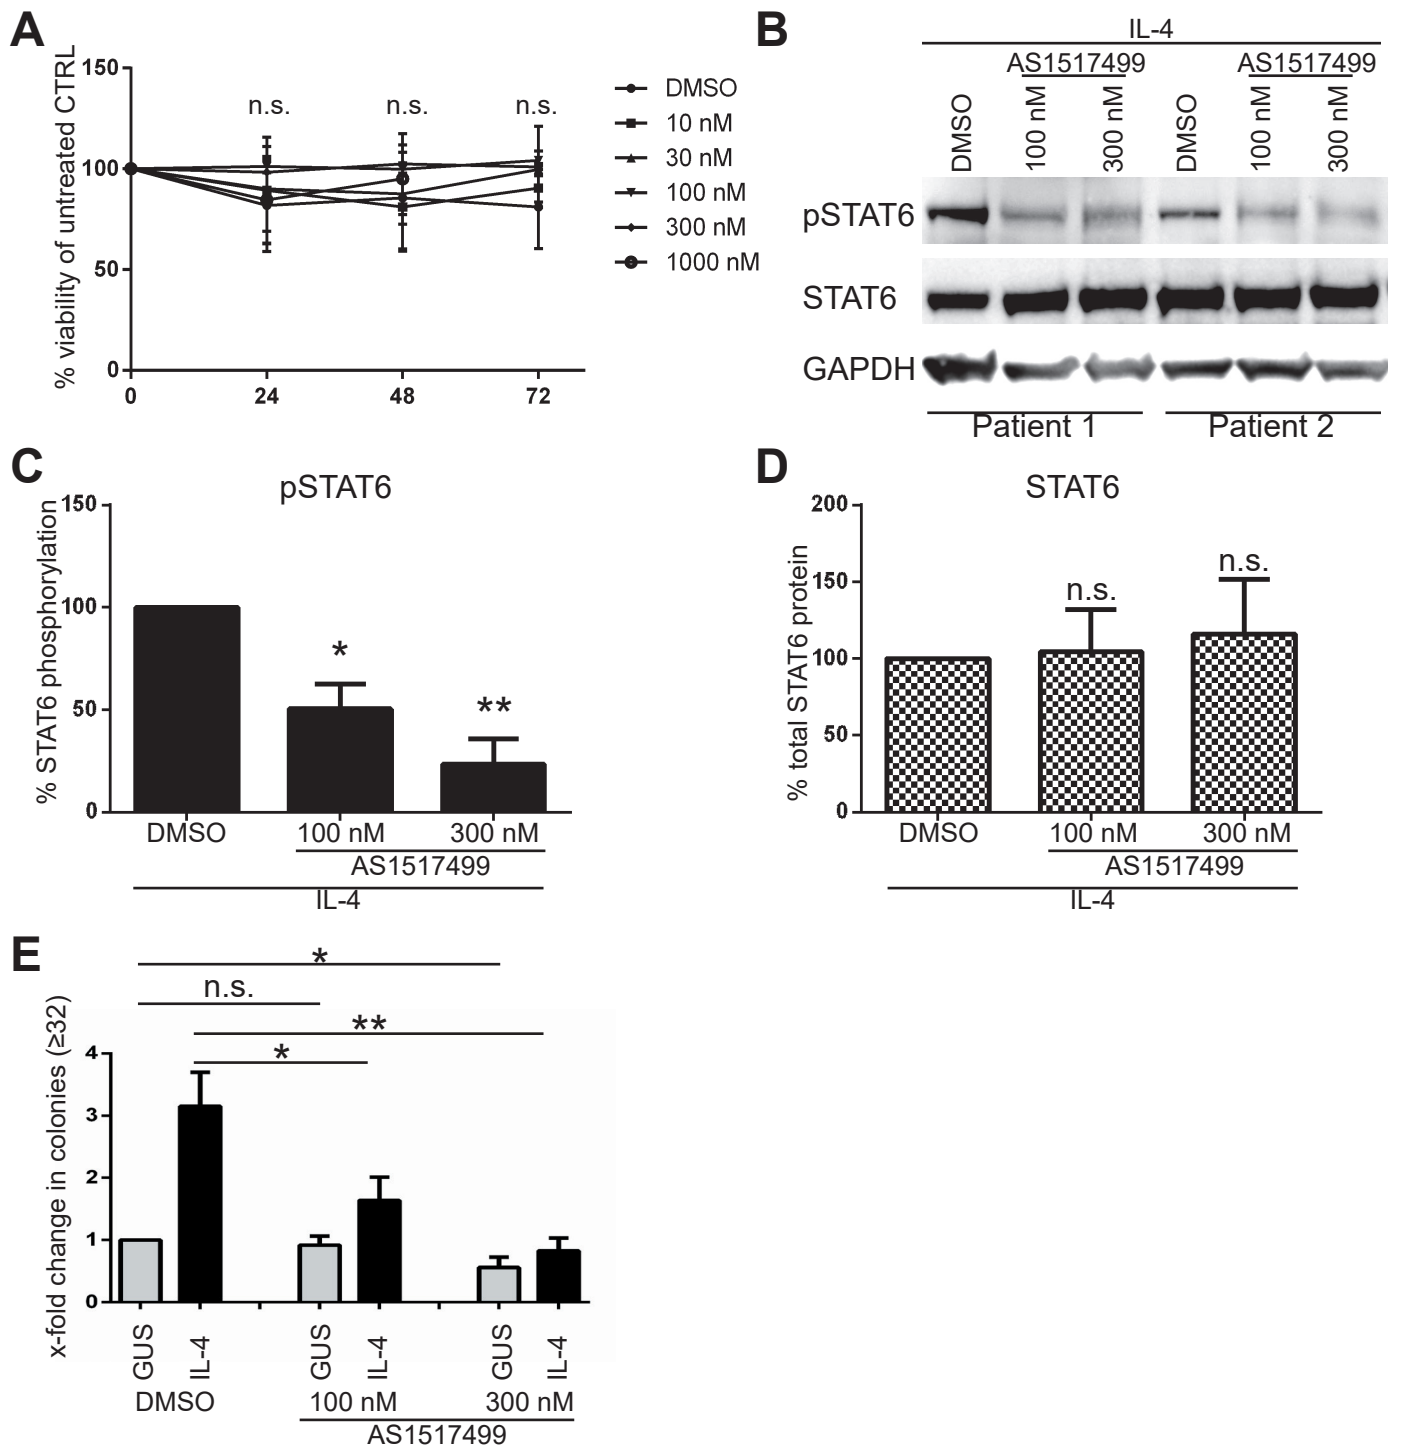 A
% viability of untreated CTRL
150
100
50
0
0
24
48
72
n.s.
n.s.
n.s.
DMSO
10 nM
30 nM
100 nM
300 nM
1000 nM
B
IL-4
AS1517499
AS1517499
DMSO
100 nM
300 nM
DMSO
100 nM
300 nM
pSTAT6
STAT6
GAPDH
Patient 1
Patient 2
C
pSTAT6
% STAT6 phosphorylation
150
100
50
0
*
**
DMSO
100 nM
300 nM
AS1517499
IL-4
D
STAT6
% total STAT6 protein
200
150
100
50
0
n.s.
n.s.
DMSO
100 nM
300 nM
AS1517499
IL-4
E
x-fold change in colonies (≥32)
*
n.s.
**
*
4
3
2
1
0
GUS
IL-4
GUS
IL-4
GUS
IL-4
DMSO
100 nM
300 nM
AS1517499